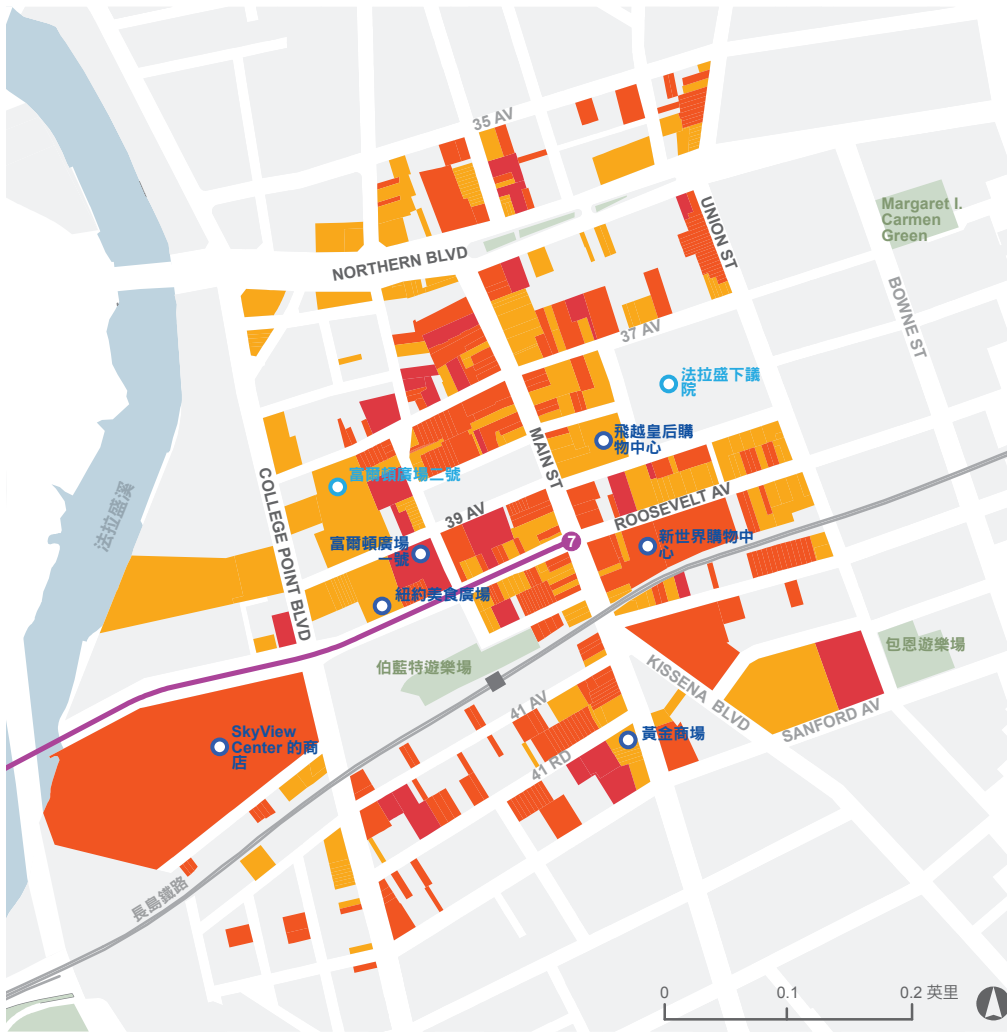 35 AV
Margaret I.
Carmen
Green
UNION ST
NORTHERN BLVD
BOWNE ST
37 AV
法拉盛下議
院
飛越皇后購
物中心
MAIN ST
富爾頓廣場二號
COLLEGE POINT BLVD
法拉盛溪
39 AV
ROOSEVELT AV
7
新世界購物中
心
富爾頓廣場
一號
紐約美食廣場
伯藍特遊樂場
包恩遊樂場
KISSENA BLVD
SANFORD AV
41 AV
黃金商場
SkyView
Center 的商
店
41 RD
長島鐵路
0
0.1
0.2 英里